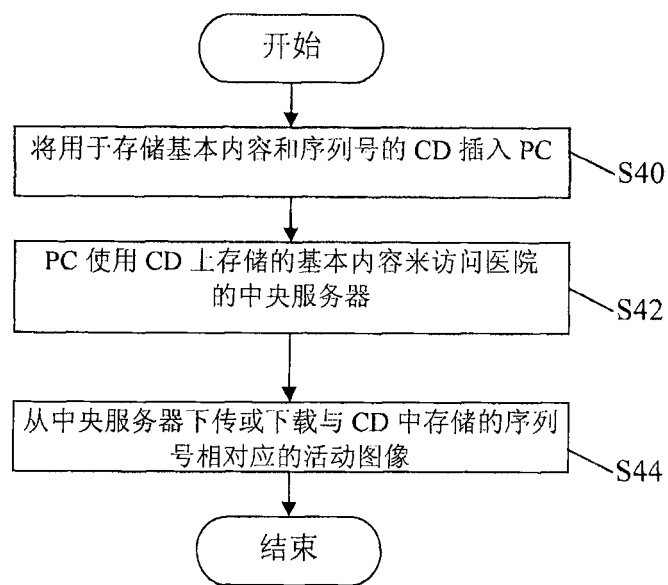 开始
将用于存储基本内容和序列号的 CD 插入 PC
S40
PC 使用 CD 上存储的基本内容来访问医院
的中央服务器
S42
从中央服务器下传或下载与 CD 中存储的序列
号相对应的活动图像
S44
结束